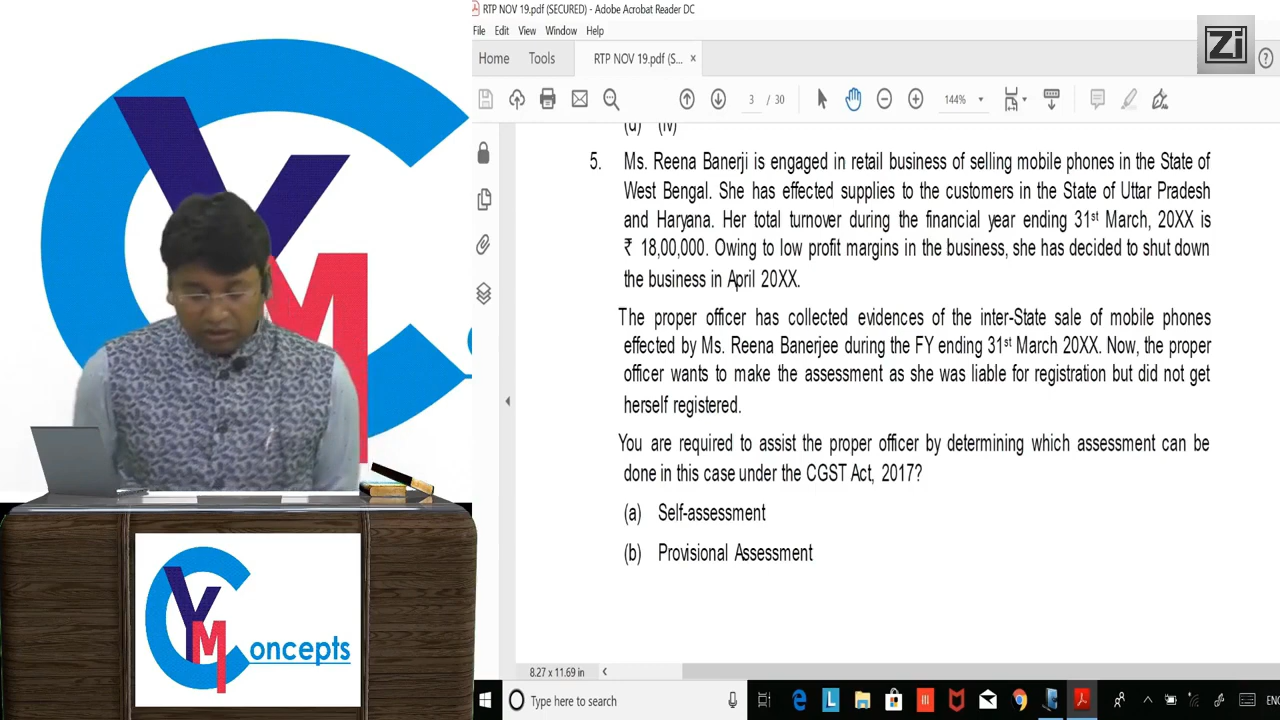 RTP NOV 19.pdf (SECURED) - Adobe Acrobat Reader DC
File Edit View Window Help
Zi
Home Tools RTP NOV 19.pdf (S... ×
3 / 30 144%
(d) (iv)
5. Ms. Reena Banerji is engaged in retail business of selling mobile phones in the State of
West Bengal. She has effected supplies to the customers in the State of Uttar Pradesh
and Haryana. Her total turnover during the financial year ending 31st March, 20XX is
₹ 18,00,000. Owing to low profit margins in the business, she has decided to shut down
the business in April 20XX.
The proper officer has collected evidences of the inter-State sale of mobile phones
effected by Ms. Reena Banerjee during the FY ending 31st March 20XX. Now, the proper
officer wants to make the assessment as she was liable for registration but did not get
herself registered.
You are required to assist the proper officer by determining which assessment can be
done in this case under the CGST Act, 2017?
(a) Self-assessment
(b) Provisional Assessment
8.27 x 11.69 in
Type here to search
ENG
CYM
CYM
oncepts